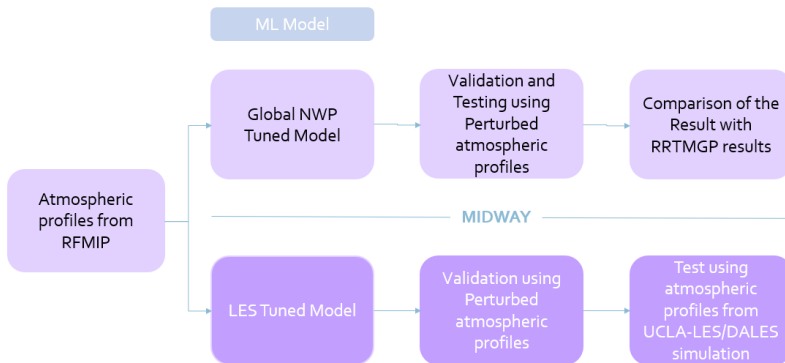 ML Model
Global NWP
Tuned Model
Validation and
Testing using
Perturbed
atmospheric
profiles
Comparison of the
Result with
RRTMGP results
Atmospheric
profiles from
RFMIP
MIDWAY
LES Tuned Model
Validation using
Perturbed
atmospheric
profiles
Test using
atmospheric
profiles from
UCLA-LES/DALES
simulation